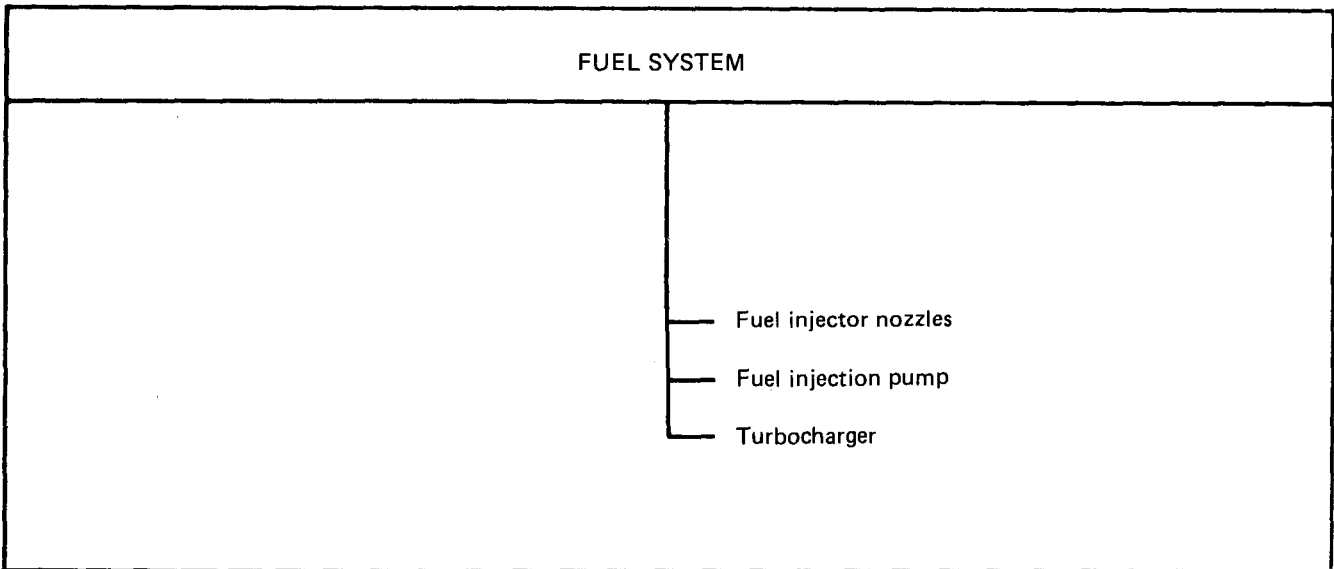 FUEL SYSTEM
Fuel injector nozzles
Fuel injection pump
Turbocharger